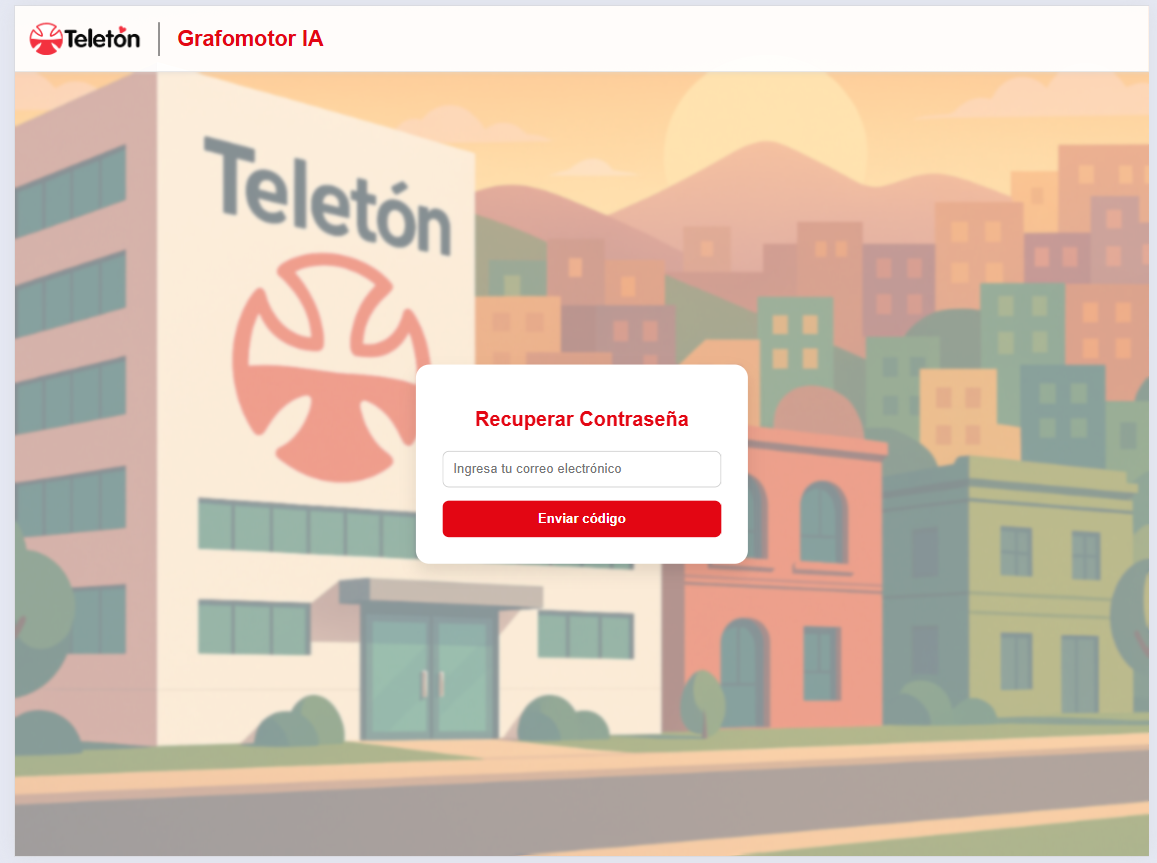 Teletón
Grafomotor IA
Teletón
Recuperar Contraseña
Ingresa tu correo electrónico
Enviar código